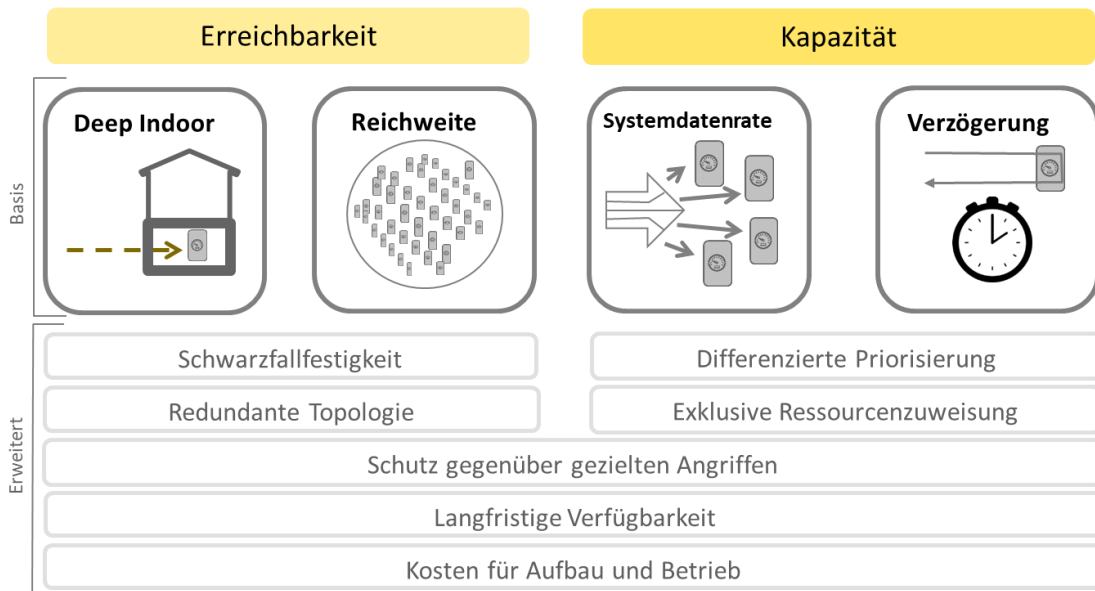 Erreichbarkeit
Kapazität
Basis
Deep Indoor
Reichweite
Systemdatenrate
Verzögerung
Erweitert
Schwarzfallfestigkeit
Differenzierte Priorisierung
Redundante Topologie
Exklusive Ressourcenzuweisung
Schutz gegenüber gezielten Angriffen
Langfristige Verfügbarkeit
Kosten für Aufbau und Betrieb